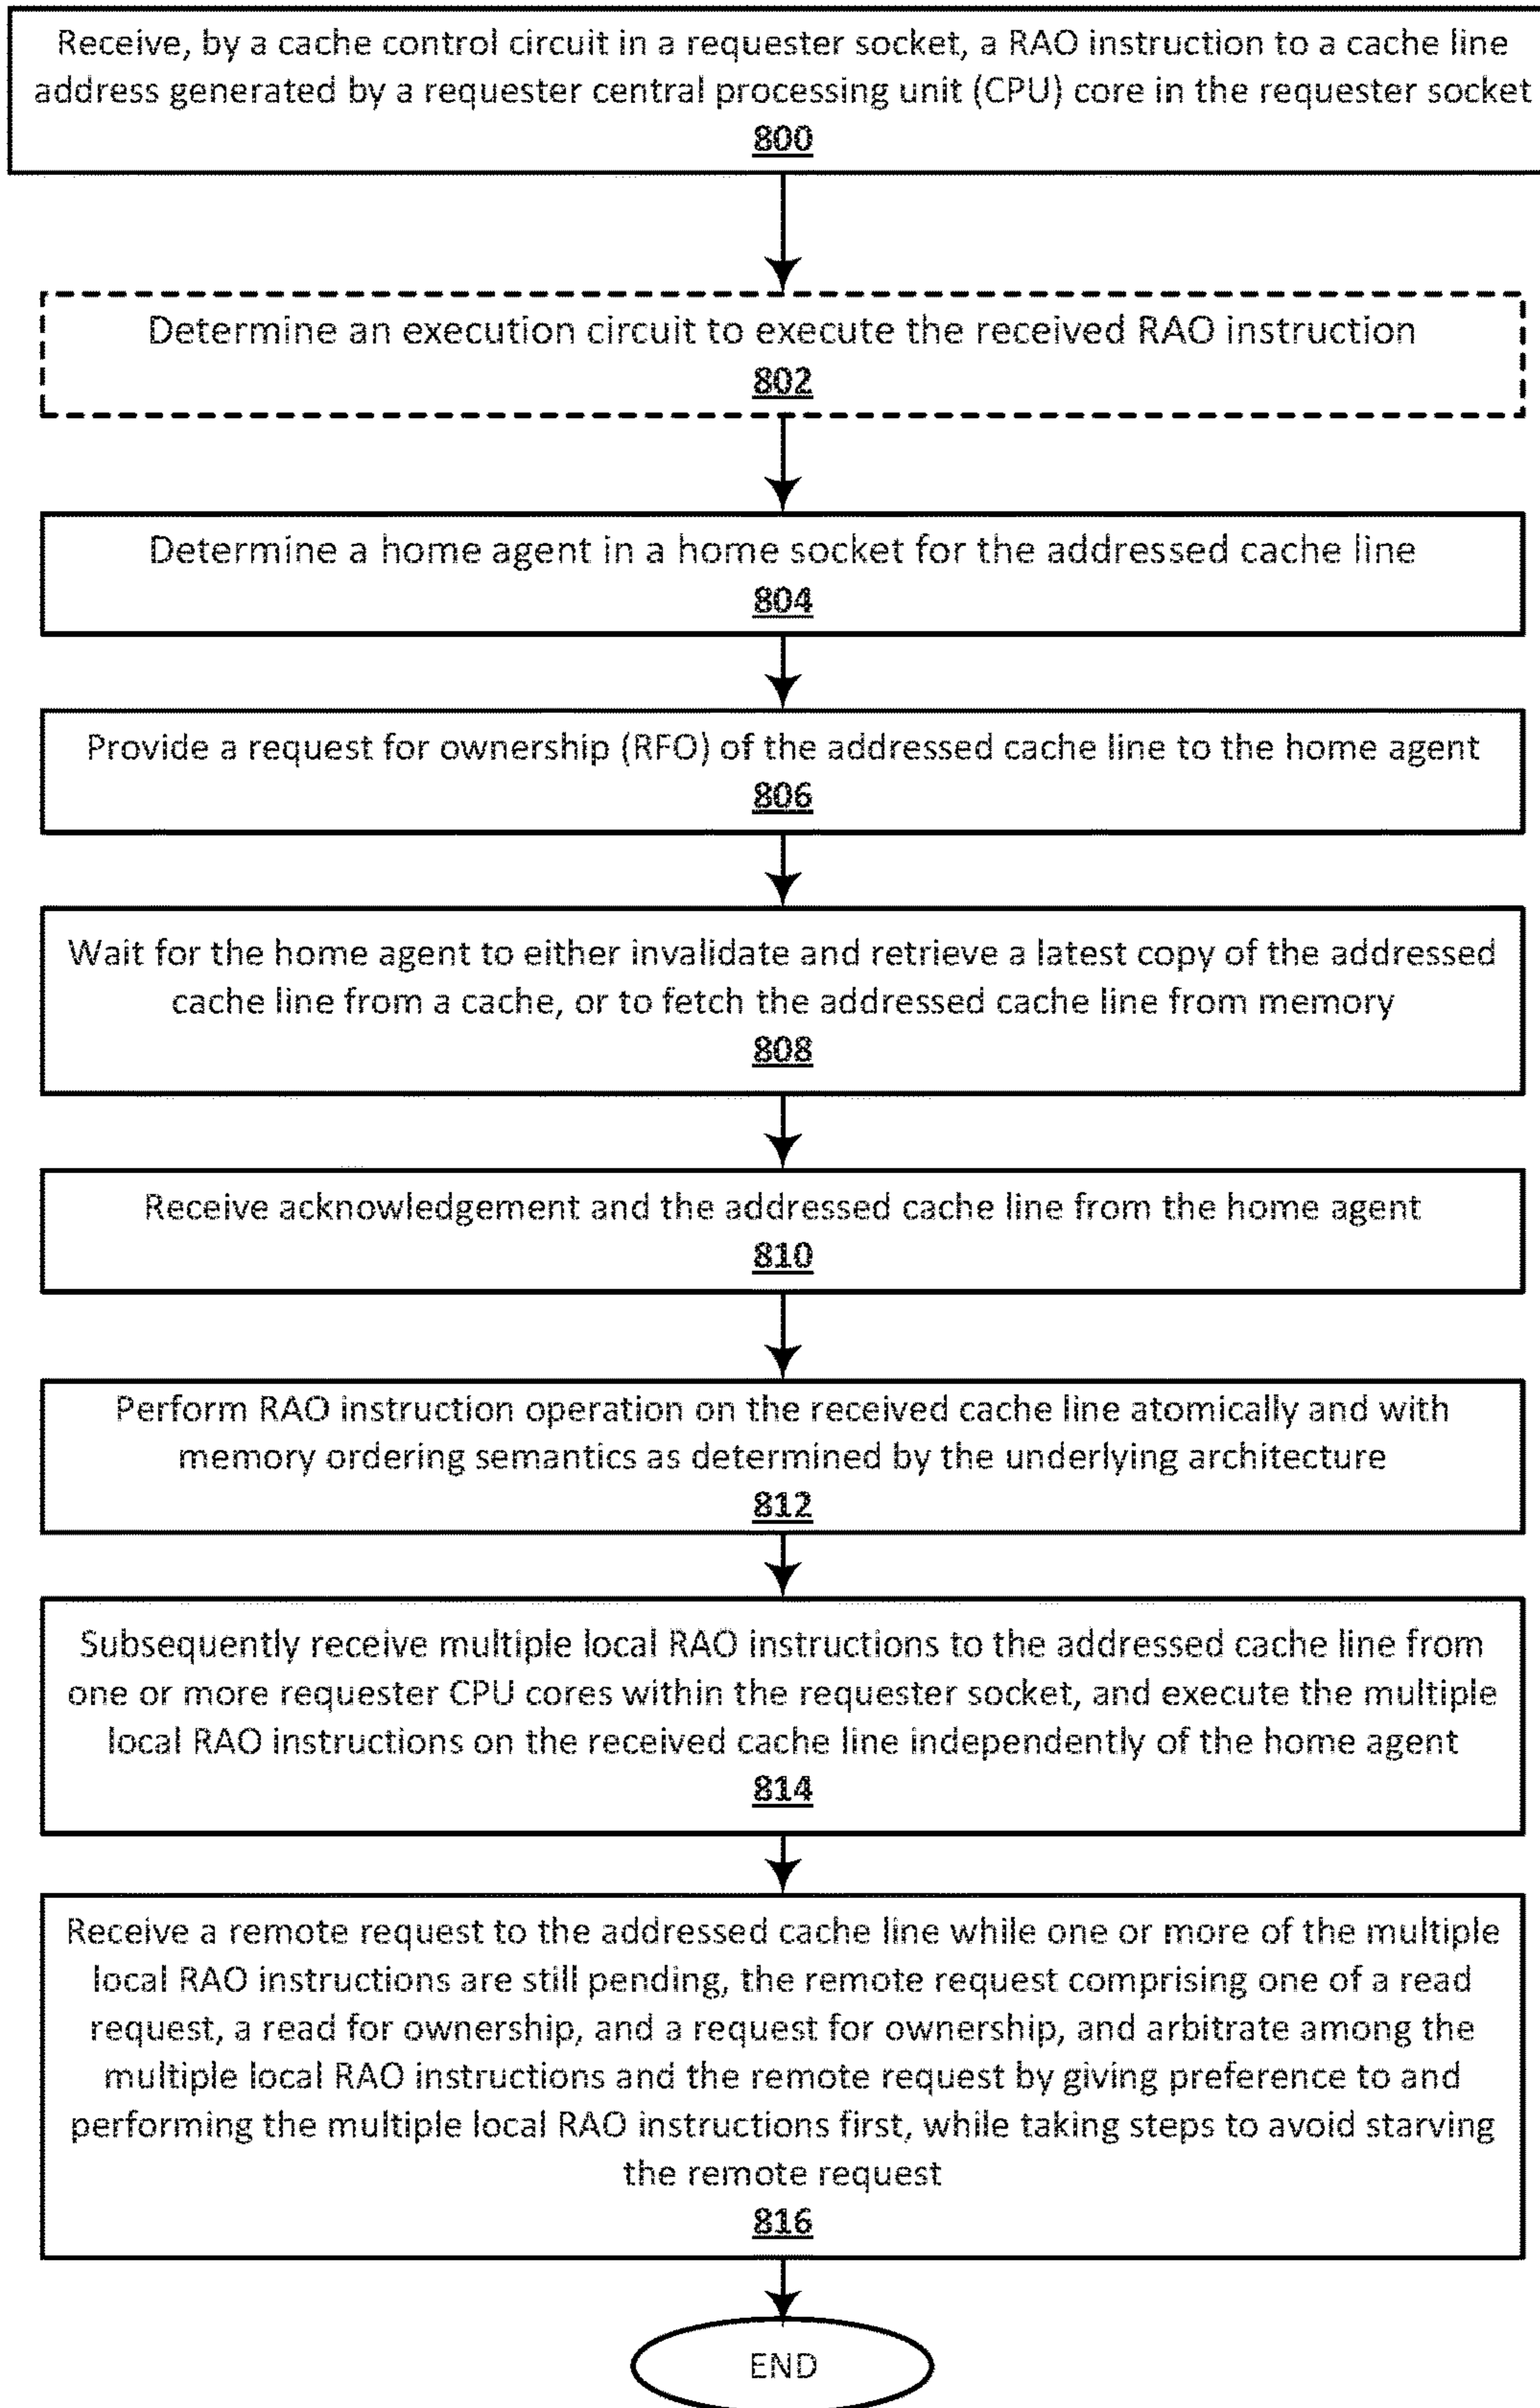 Receive, by a cache control circuit in a requester socket, a RAO instruction to a cache line
address generated by a requester central processing unit (CPU) core in the requester socket
800
Determine an execution circuit to execute the received RAO instruction
802
Determine a home agent in a home socket for the addressed cache line
804
Provide a request for ownership (RFO) of the addressed cache line to the home agent
806
Wait for the home agent to either invalidate and retrieve a latest copy of the addressed
cache line from a cache, or to fetch the addressed cache line from memory
808
Receive acknowledgement and the addressed cache line from the home agent
810
Perform RAO instruction operation on the received cache line atomically and with
memory ordering semantics as determined by the underlying architecture
812
Subsequently receive multiple local RAO instructions to the addressed cache line from
one or more requester CPU cores within the requester socket, and execute the multiple
local RAO instructions on the received cache line independently of the home agent
814
Receive a remote request to the addressed cache line while one or more of the multiple
local RAO instructions are still pending, the remote request comprising one of a read
request, a read for ownership, and a request for ownership, and arbitrate among the
multiple local RAO instructions and the remote request by giving preference to and
performing the multiple local RAO instructions first, while taking steps to avoid starving
the remote request
816
END